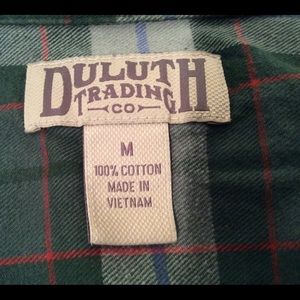 DULUTH
TRADING
CO
M
100% COTTON
MADE IN
VIETNAM